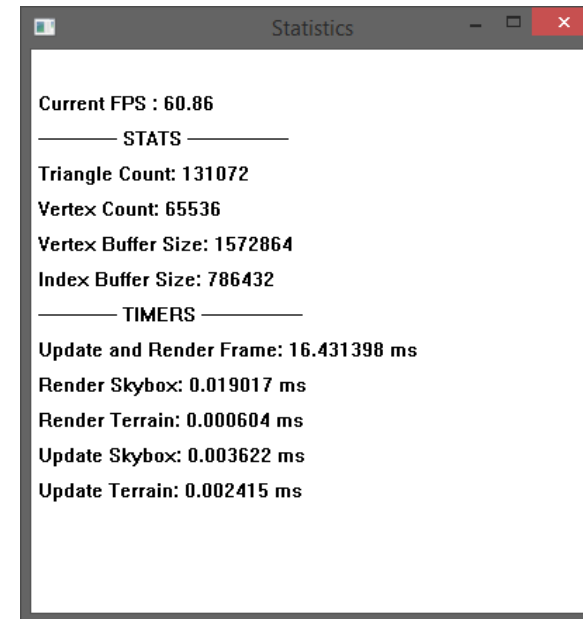 Statistics
Current FPS : 60.86
———— STATS —————
Triangle Count: 131072
Vertex Count: 65536
Vertex Buffer Size: 1572864
Index Buffer Size: 786432
———— TIMERS —————
Update and Render Frame: 16.431398 ms
Render Skybox: 0.019017 ms
Render Terrain: 0.000604 ms
Update Skybox: 0.003622 ms
Update Terrain: 0.002415 ms